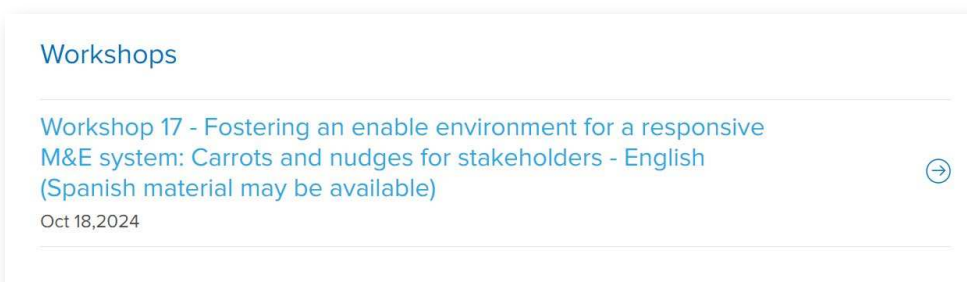 Workshops
Workshop 17 - Fostering an enable environment for a responsive
M&E system: Carrots and nudges for stakeholders - English
(Spanish material may be available)
Oct 18,2024